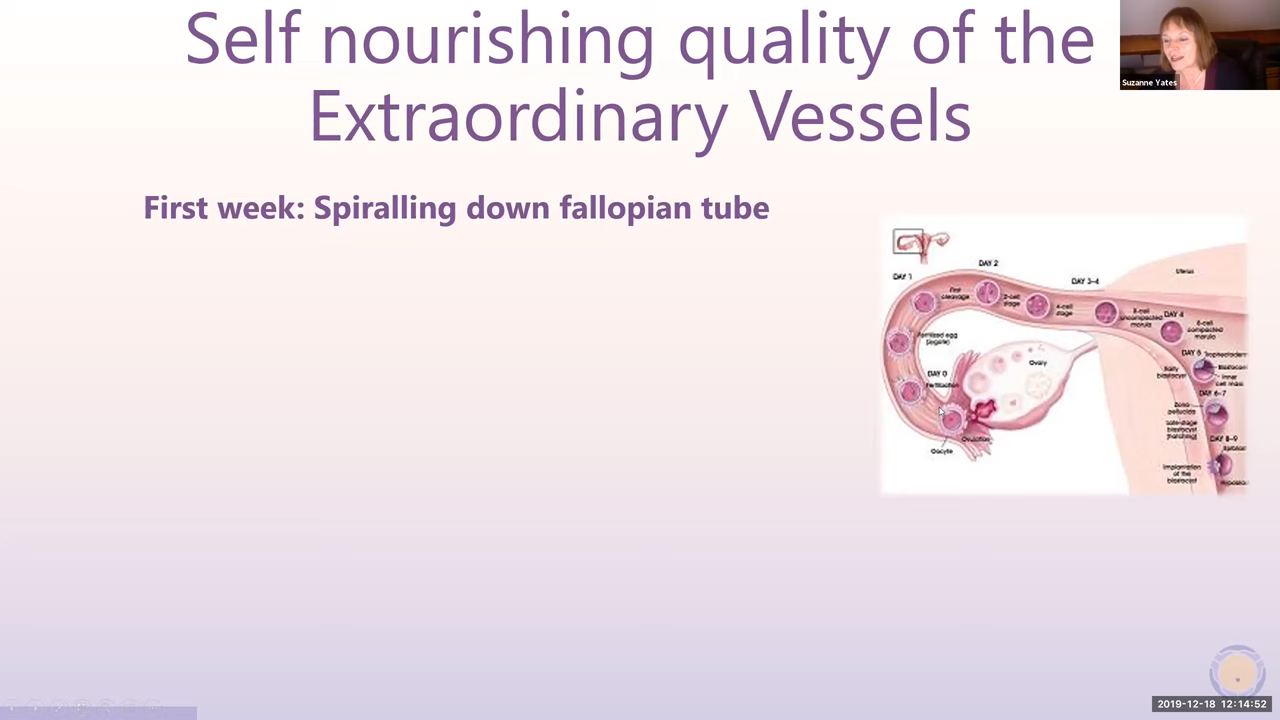 Self nourishing quality of the
Extraordinary Vessels
Suzanne Yates
First week: Spiralling down fallopian tube
DAY 2
DAY 1
DAY 3-4
Uterus
First
cleavage
2-cell
stage
4-cell
stage
8-cell
uncompacted
morula
DAY 4
8-cell
compacted
morula
Fertilized egg
(zygote)
DAY 5
Trophectoderm
Early
blastocyst
Inner
cell mass
Ovary
DAY 0
Fertilization
DAY 6-7
Zona
pellucida
Late-stage
blastocyst
(hatching)
DAY 8-9
Ovulation
Oocyte
Implantation
of the
blastocyst
2019-12-18 12:14:52